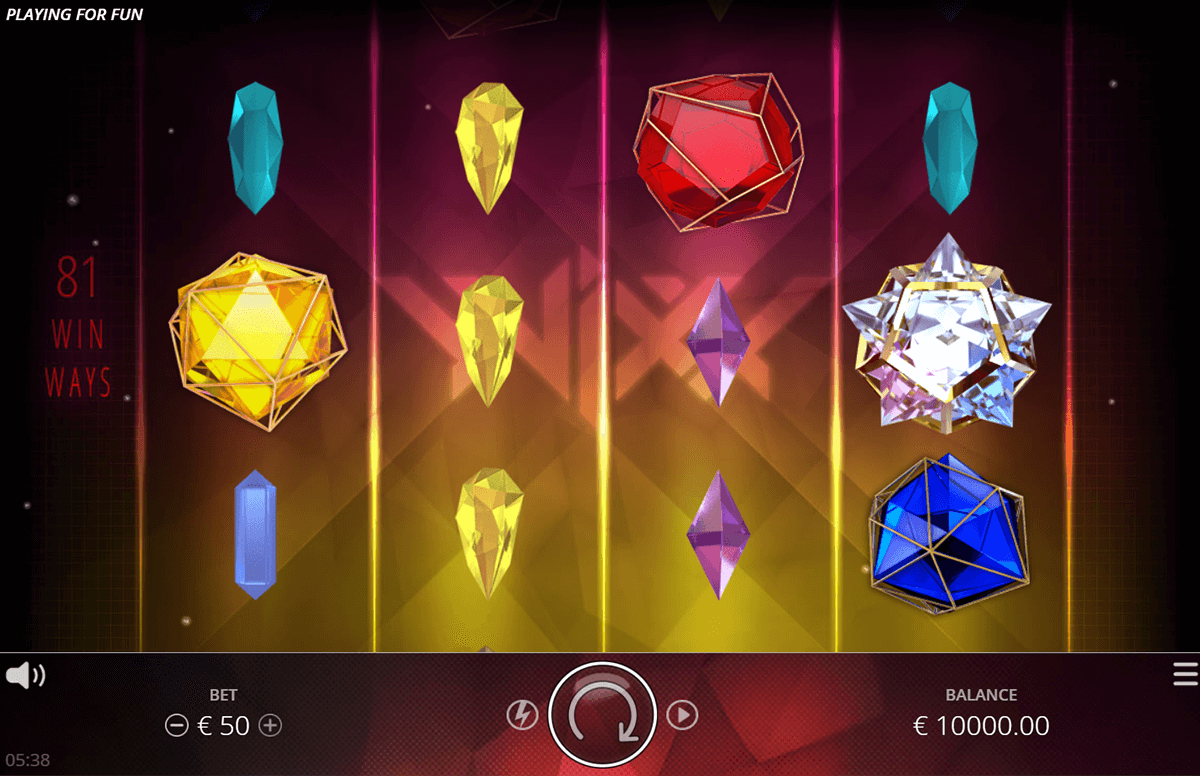 PLAYING FOR FUN
81
WIN
WAYS
BET
€ 50
BALANCE
€ 10000.00
05:38